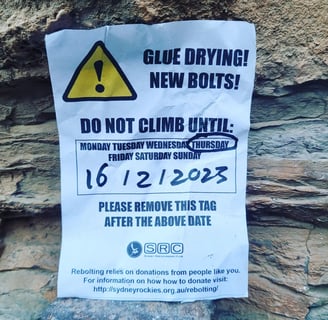 GLUE DRYING!
NEW BOLTS!
DO NOT CLIMB UNTIL:
MONDAY TUESDAY WEDNESDAY THURSDAY
FRIDAY SATURDAY SUNDAY
16/2/2023
PLEASE REMOVE THIS TAG
AFTER THE ABOVE DATE
SRC
Rebolting relies on donations from people like you.
For information on how how to donate visit:
http://sydneyrockies.org.au/rebolting/